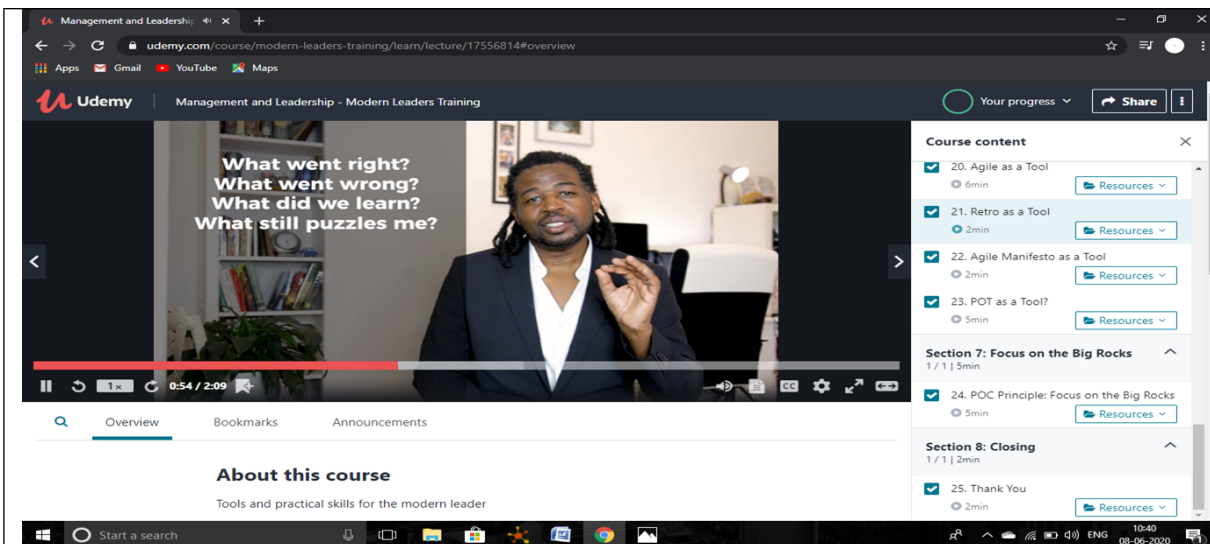 Management and Leadership
udemy.com/course/modern-leaders-training/learn/lecture/17556814#overview
Apps Gmail YouTube Maps
Udemy Management and Leadership - Modern Leaders Training Your progress Share
What went right?
What went wrong?
What did we learn?
What still puzzles me?
1x 0:54 / 2:09 CC
Overview Bookmarks Announcements
About this course
Tools and practical skills for the modern leader
Course content
20. Agile as a Tool
6min Resources
21. Retro as a Tool
2min Resources
22. Agile Manifesto as a Tool
2min Resources
23. POT as a Tool?
5min Resources
Section 7: Focus on the Big Rocks
1 / 1 | 5min
24. POC Principle: Focus on the Big Rocks
5min Resources
Section 8: Closing
1 / 1 | 2min
25. Thank You
2min Resources
Start a search ENG 10:40
08-06-2020